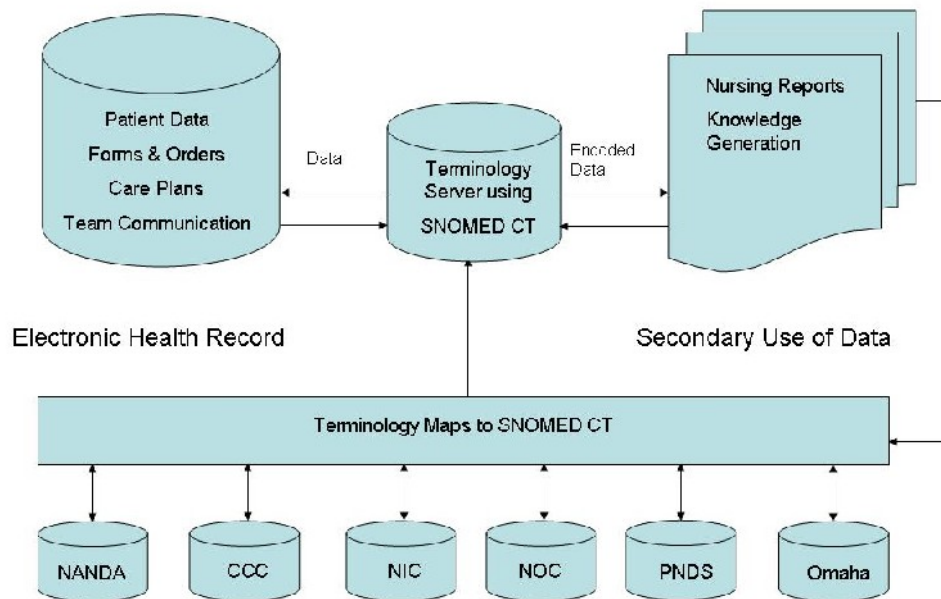 Patient Data
Forms & Orders
Care Plans
Team Communication
Data
Terminology
Server using
SNOMED CT
Encoded
Data
Nursing Reports
Knowledge
Generation
Electronic Health Record
Secondary Use of Data
Terminology Maps to SNOMED CT
NANDA
CCC
NIC
NOC
PNDS
Omaha